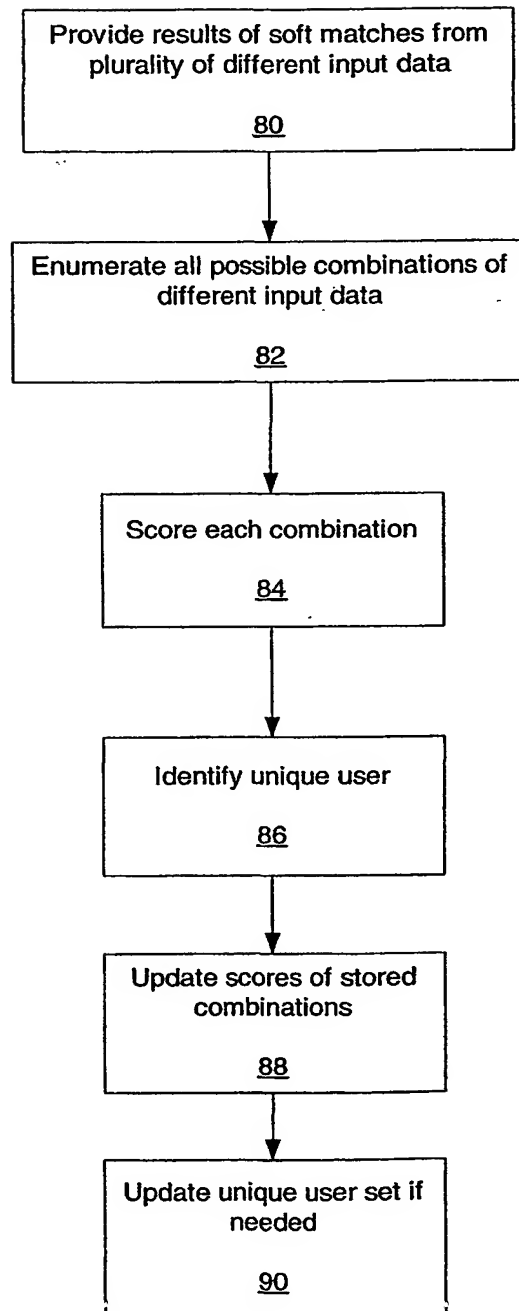 Provide results of soft matches from
plurality of different input data
80
Enumerate all possible combinations of
different input data
82
Score each combination
84
Identify unique user
86
Update scores of stored
combinations
88
Update unique user set if
needed
90